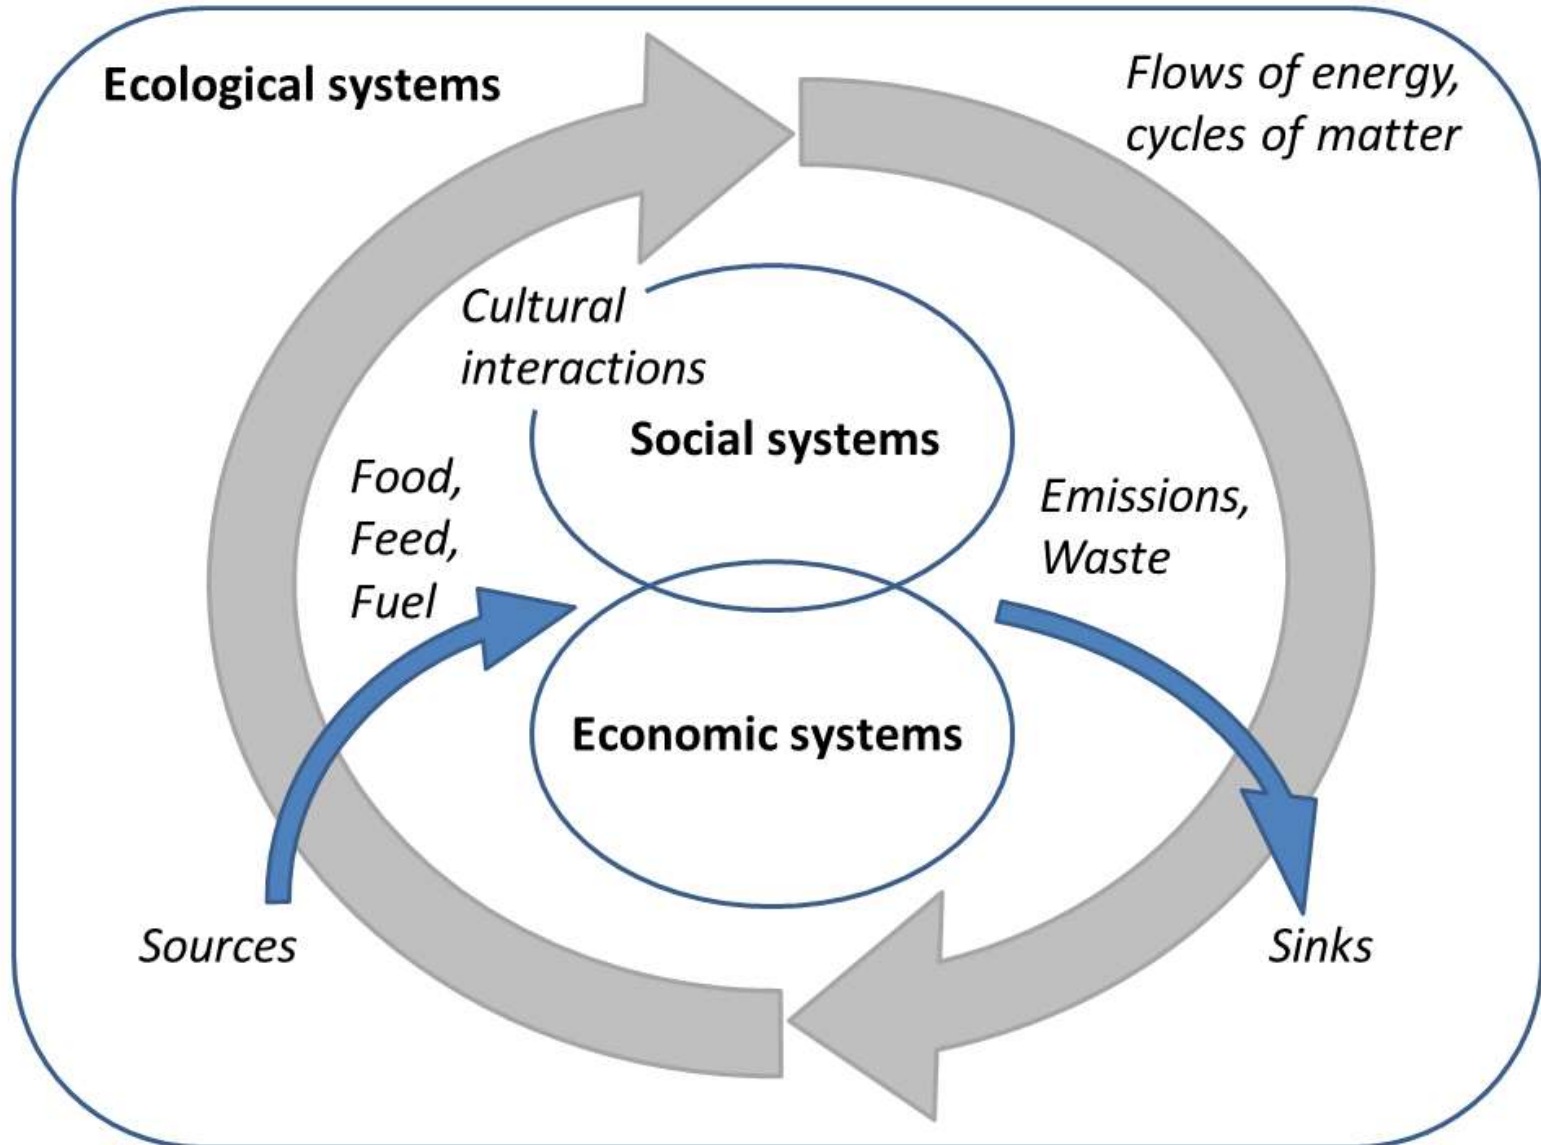 Ecological systems
Flows of energy,
cycles of matter
Cultural
interactions
Social systems
Food,
Feed,
Fuel
Emissions,
Waste
Economic systems
Sources
Sinks